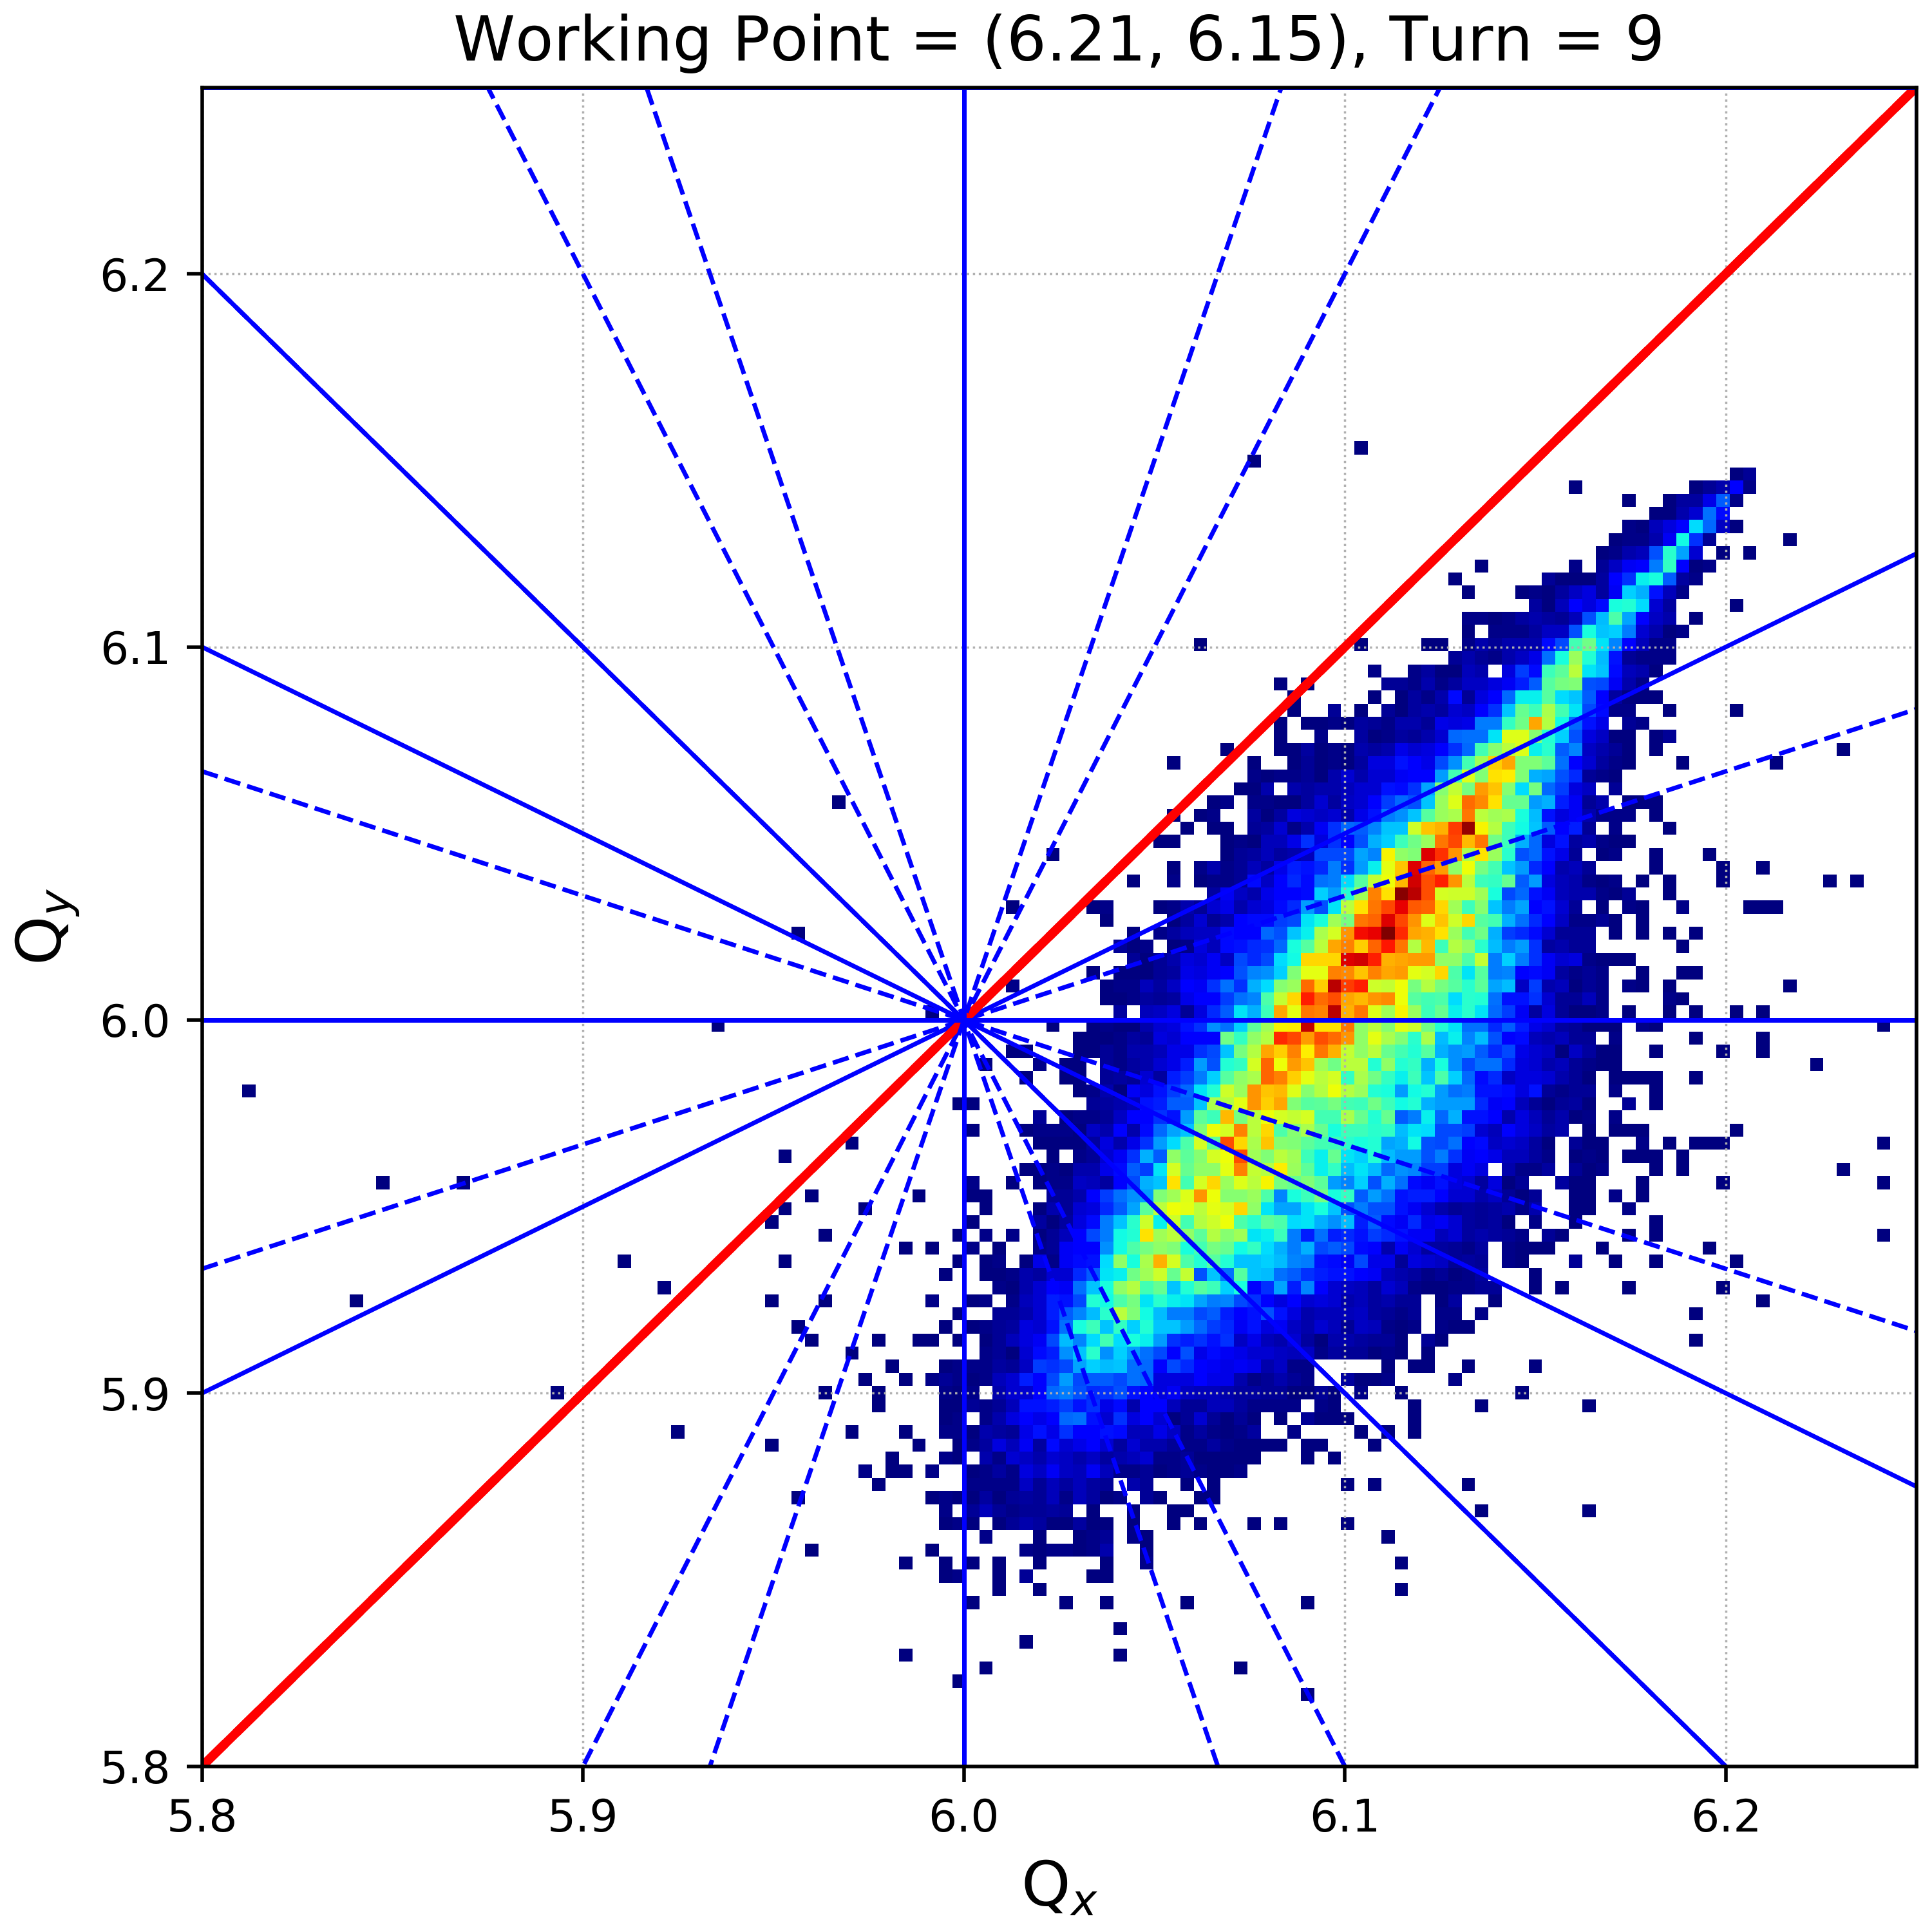 Working Point = (6.21, 6.15), Turn = 9
Qy
6.2
6.1
6.0
5.9
5.8
5.8 5.9 6.0 6.1 6.2
Qx